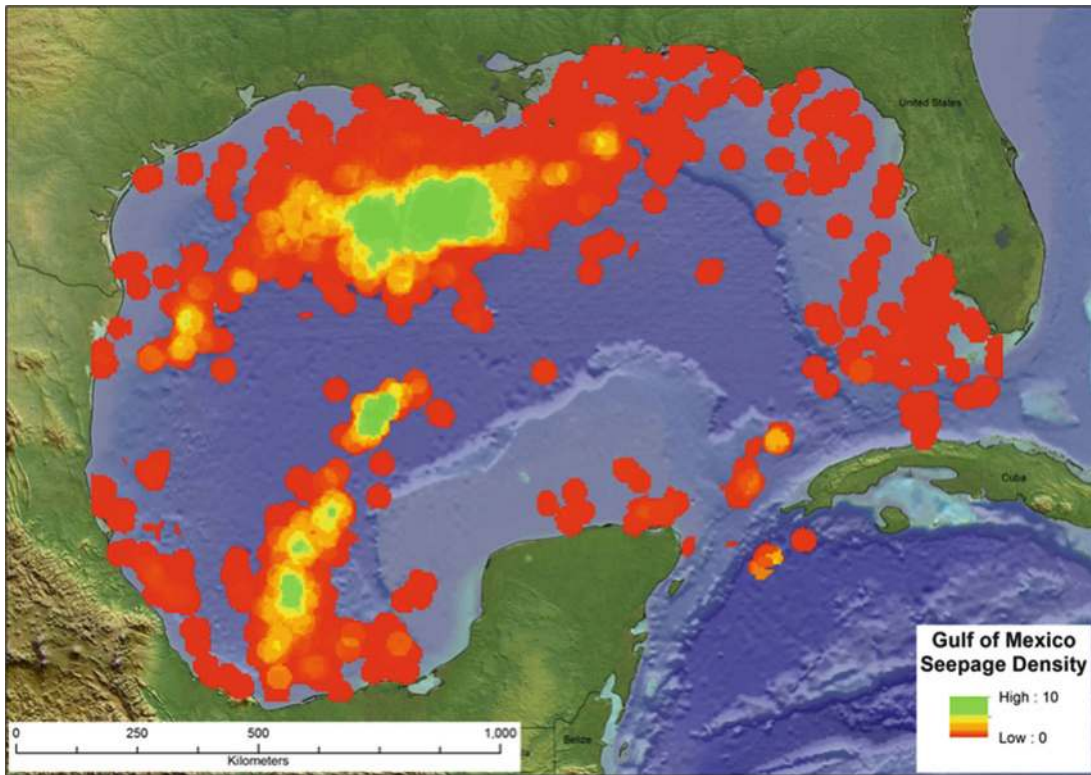 United States
Cuba
Gulf of Mexico
Seepage Density
High : 10
Low : 0
0 250 500 1,000
Kilometers
Belize